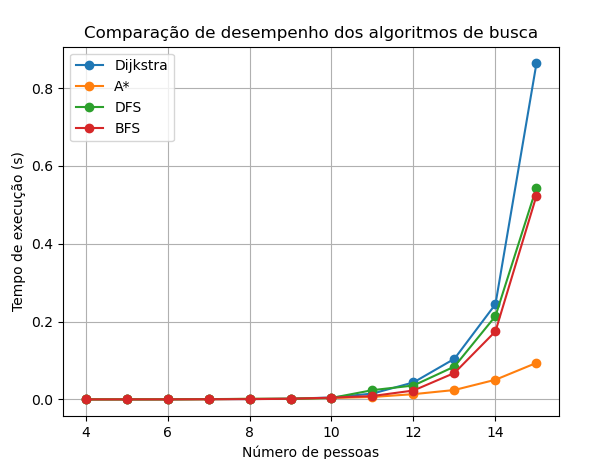 Comparação de desempenho dos algoritmos de busca
Dijkstra
A*
DFS
BFS
Tempo de execução (s)
0.8
0.6
0.4
0.2
0.0
4 6 8 10 12 14
Número de pessoas